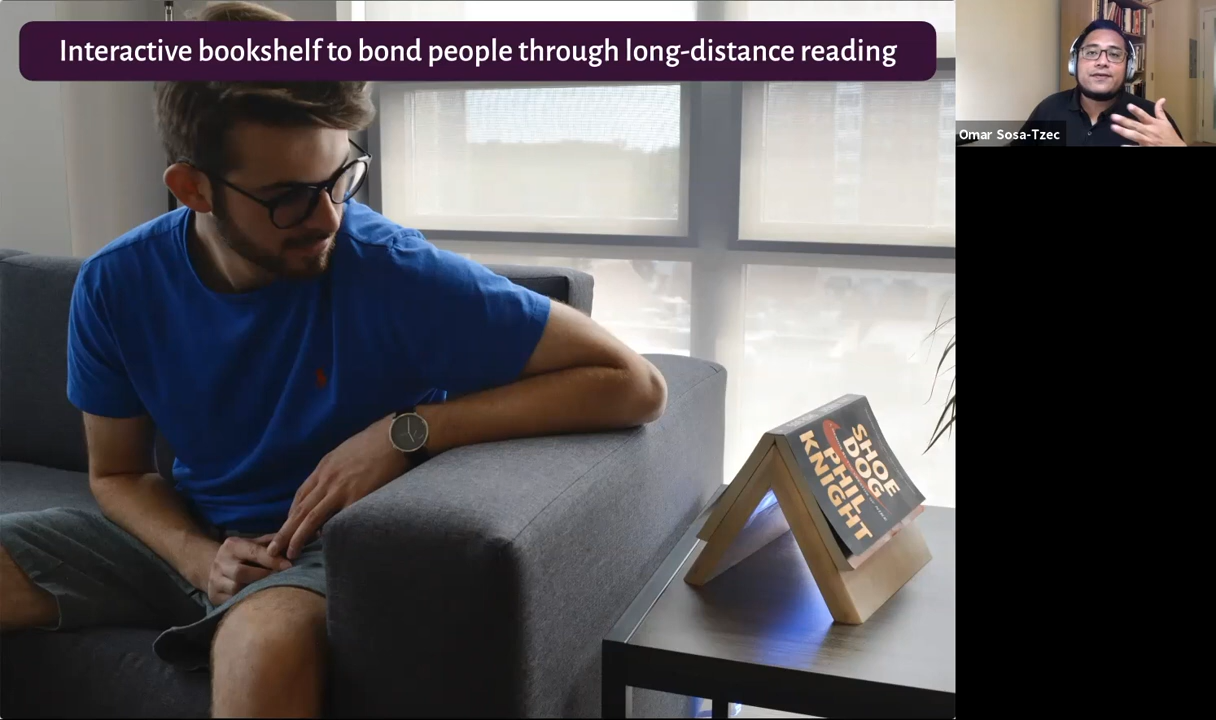 Interactive bookshelf to bond people through long-distance reading
Omar Sosa-Tzec
SHOE
DOG
PHIL
KNIGHT